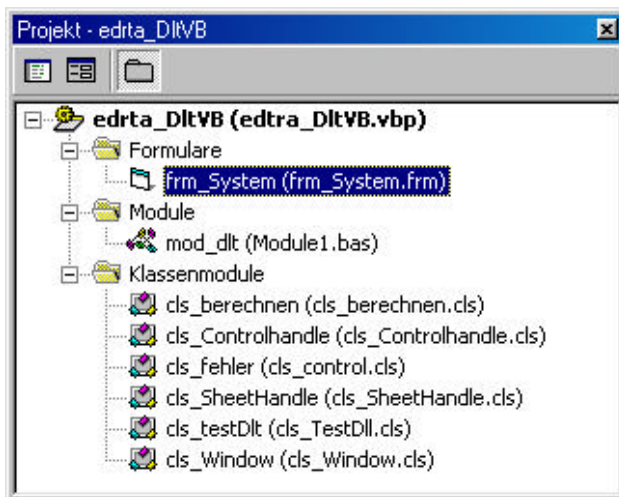 Projekt - edrta_DltVB
edrta_DltVB (edtra_DltVB.vbp)
Formulare
frm_System (frm_System.frm)
Module
mod_dlt (Module1.bas)
Klassenmodule
cls_berechnen (cls_berechnen.cls)
cls_Controlhandle (cls_Controlhandle.cls)
cls_fehler (cls_control.cls)
cls_SheetHandle (cls_SheetHandle.cls)
cls_testDlt (cls_TestDll.cls)
cls_Window (cls_Window.cls)